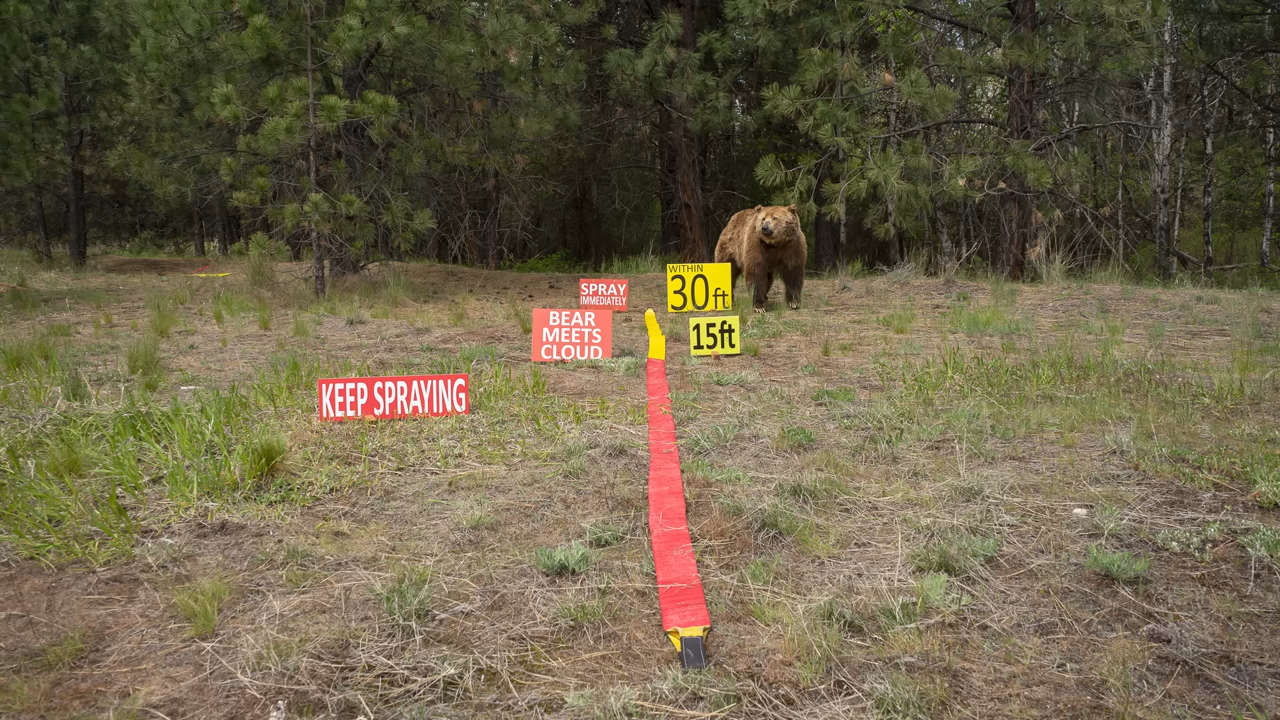 WITHIN
30ft
SPRAY
IMMEDIATELY
BEAR
MEETS
CLOUD
15ft
KEEP SPRAYING